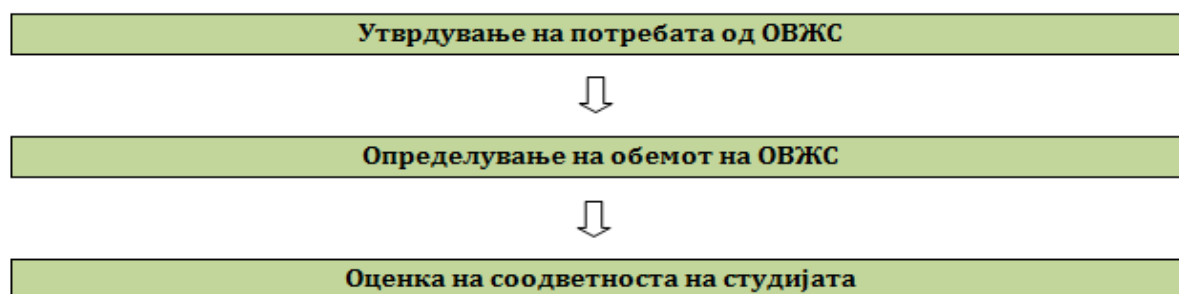 Утврдување на потребата од ОВЖС
Определување на обемот на ОВЖС
Оценка на соодветноста на студијата